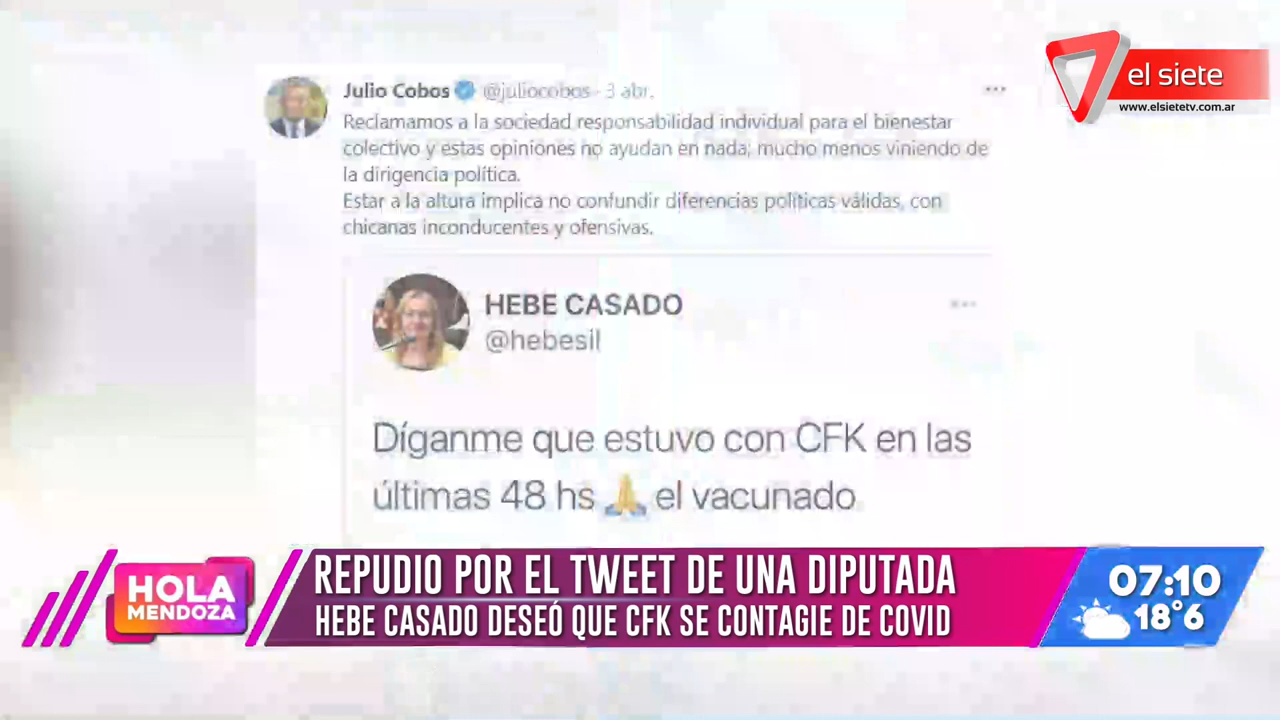 Julio Cobos @juliocobos · 3 abr.
Reclamamos a la sociedad responsabilidad individual para el bienestar
colectivo y estas opiniones no ayudan en nada; mucho menos viniendo de
la dirigencia política.
Estar a la altura implica no confundir diferencias políticas válidas, con
chicanas inconducentes y ofensivas.
HEBE CASADO
@hebesil
Díganme que estuvo con CFK en las
últimas 48 hs 🙏 el vacunado
el siete
www.elsietetv.com.ar
HOLA
MENDOZA
REPUDIO POR EL TWEET DE UNA DIPUTADA
HEBE CASADO DESEÓ QUE CFK SE CONTAGIE DE COVID
07:10
18°6